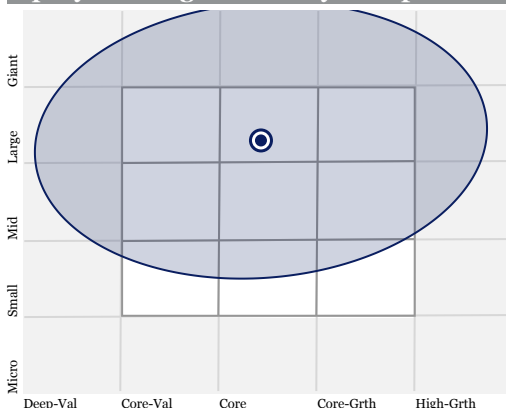 Giant
Large
Mid
Small
Micro
Deep-Val Core-Val Core Core-Grth High-Grth